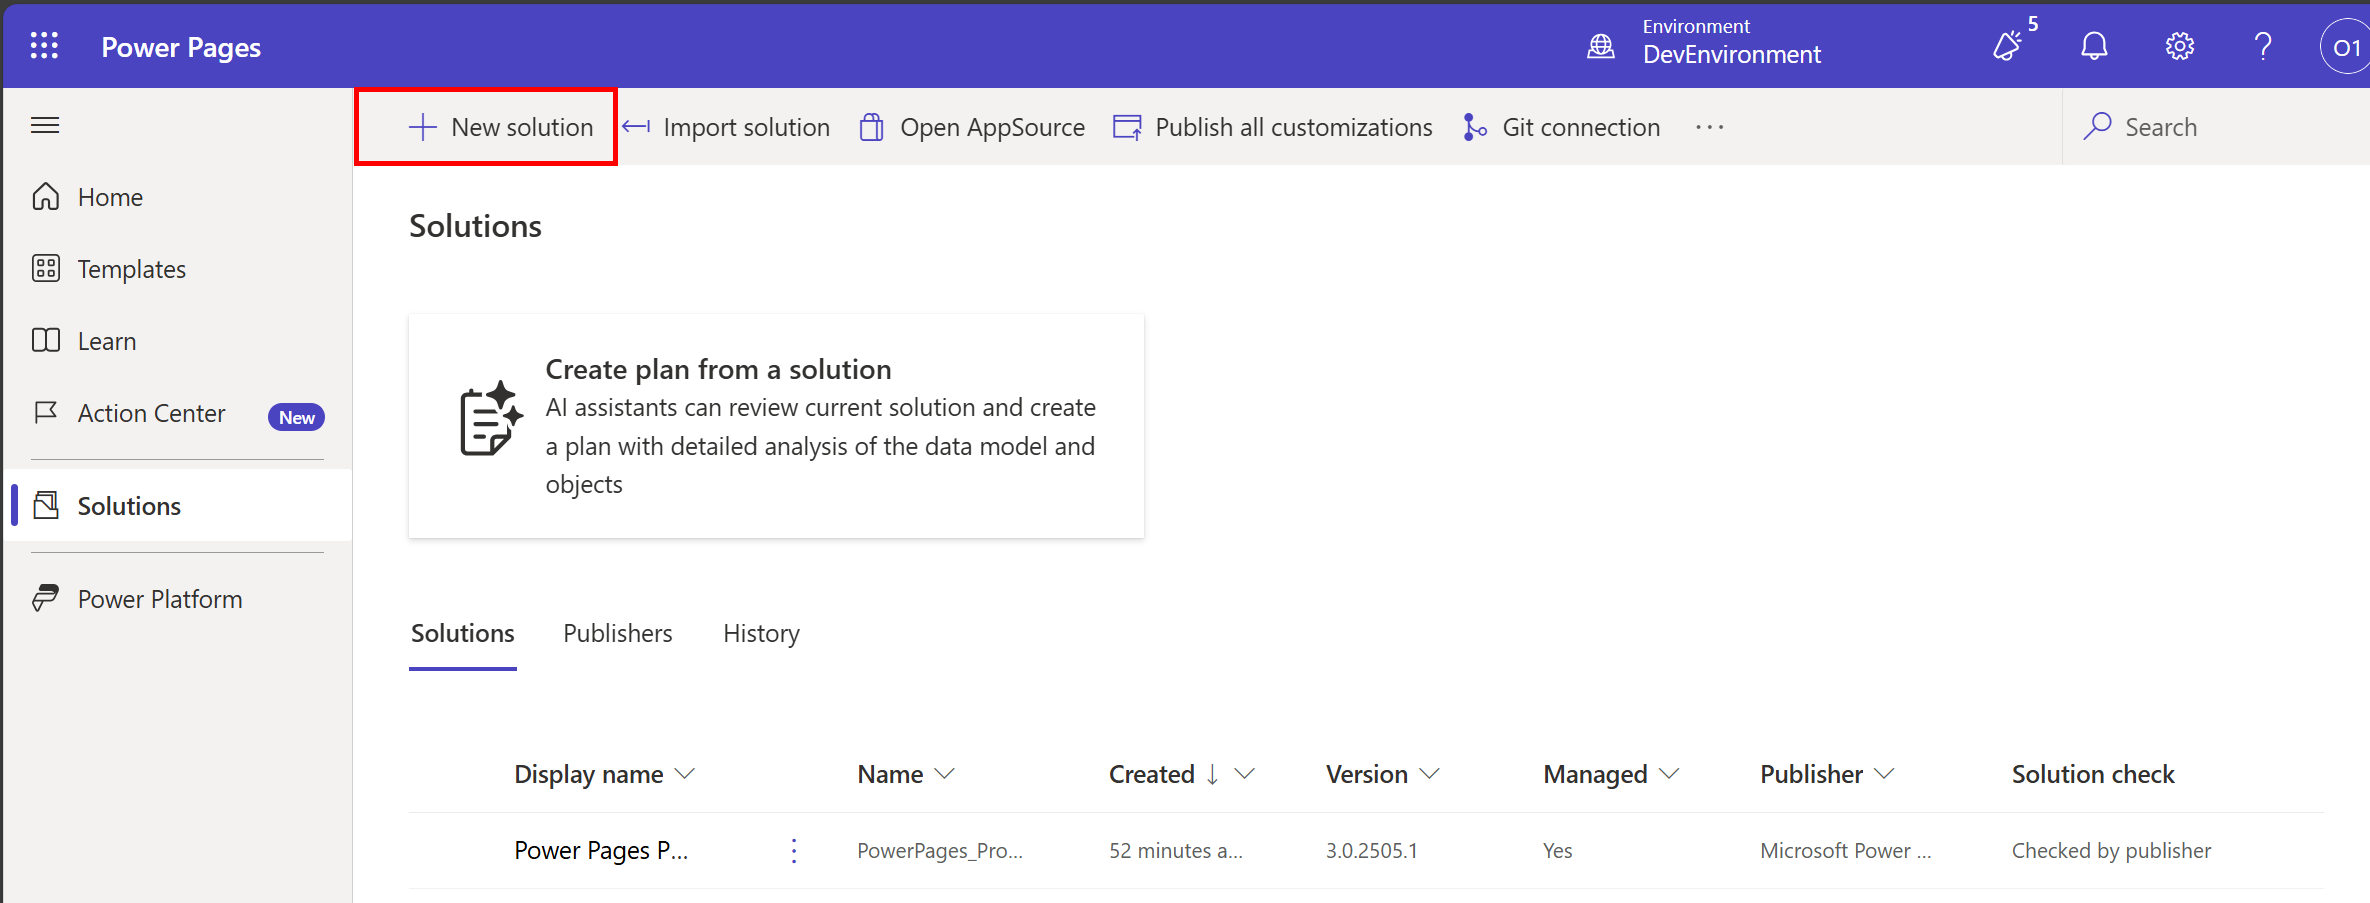 Power Pages
Environment
DevEnvironment
5
O1
New solution
Import solution
Open AppSource
Publish all customizations
Git connection
Search
Home
Templates
Learn
Action Center
New
Solutions
Power Platform
Solutions
Create plan from a solution
AI assistants can review current solution and create
a plan with detailed analysis of the data model and
objects
Solutions
Publishers
History
Display name
Name
Created
Version
Managed
Publisher
Solution check
Power Pages P...
PowerPages_Pro...
52 minutes a...
3.0.2505.1
Yes
Microsoft Power ...
Checked by publisher